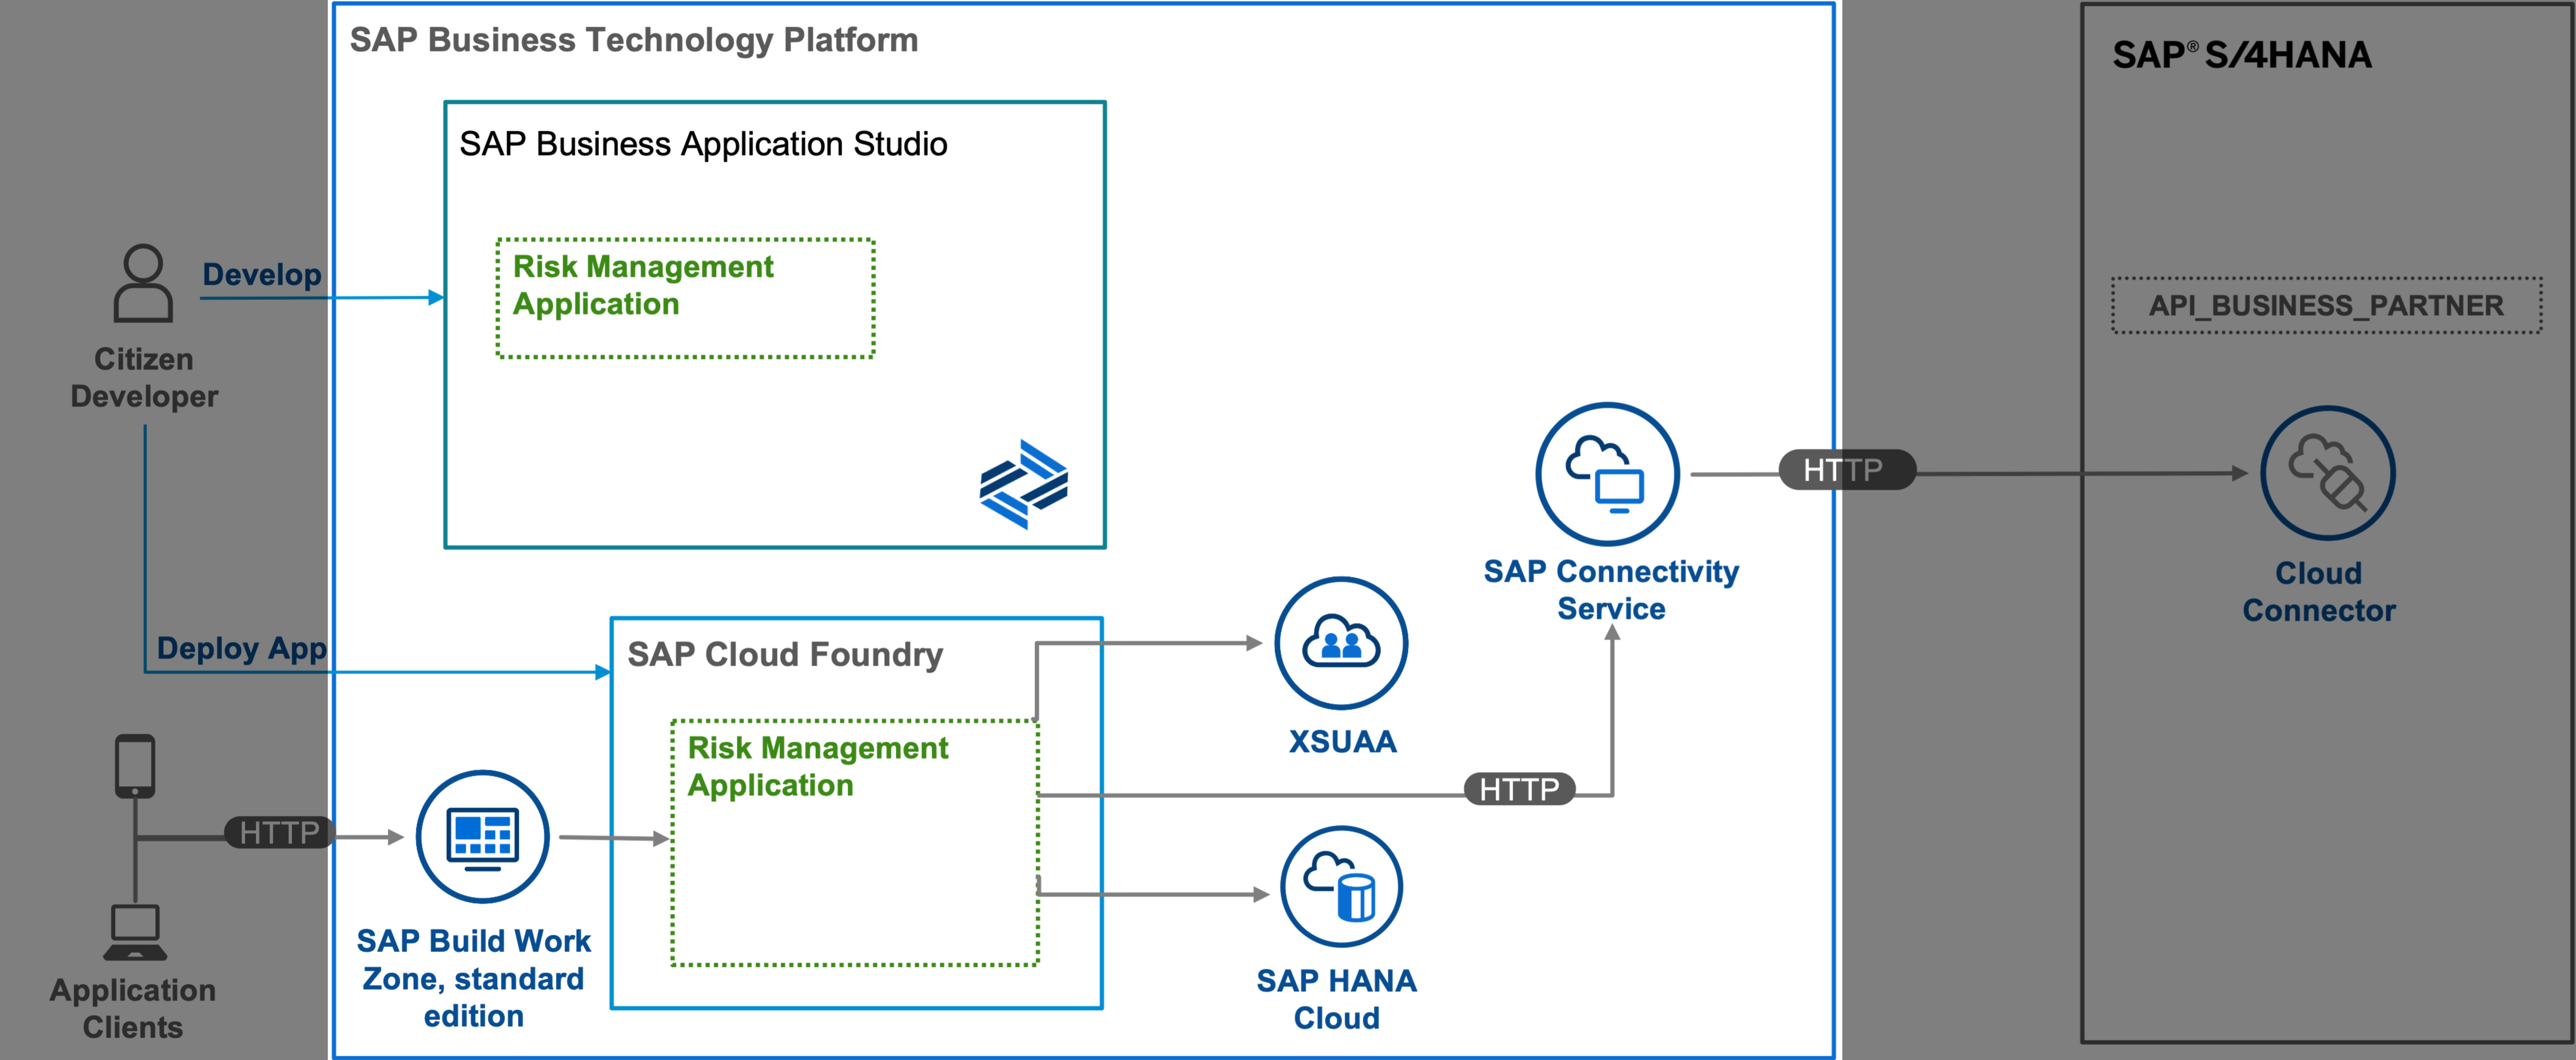 SAP Business Technology Platform
SAP® S/4HANA
SAP Business Application Studio
Risk Management
Application
Develop
Citizen
Developer
API_BUSINESS_PARTNER
HTTP
SAP Connectivity
Service
Cloud
Connector
Deploy App
SAP Cloud Foundry
Risk Management
Application
XSUAA
HTTP
HTTP
SAP Build Work
Zone, standard
edition
SAP HANA
Cloud
Application
Clients